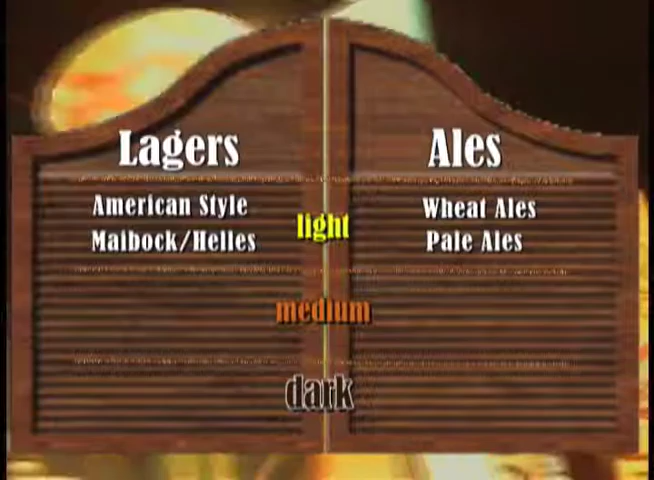 Lagers
Ales
American Style
Wheat Ales
light
Maibock/Helles
Pale Ales
medium
dark